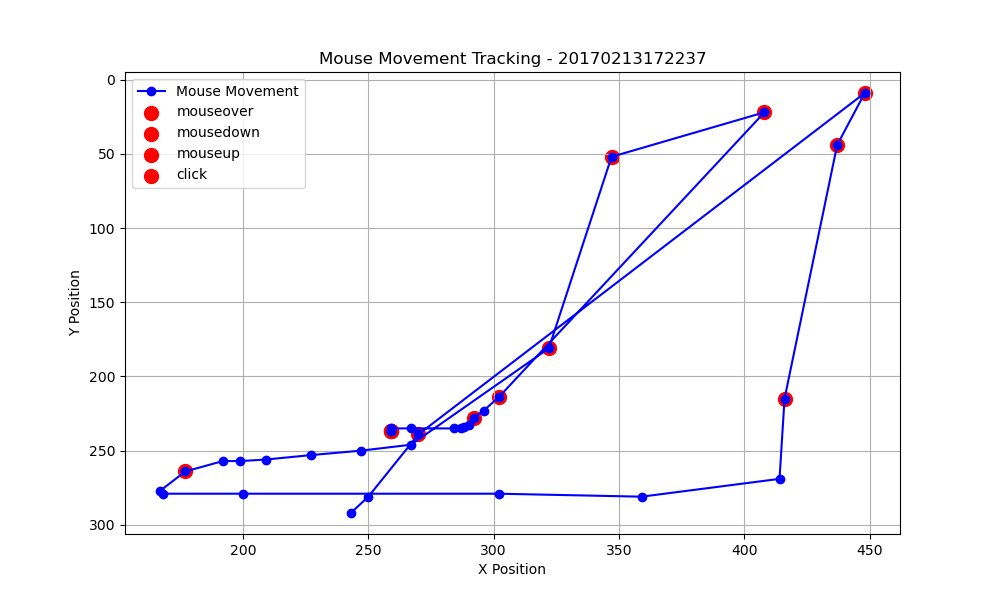 Mouse Movement Tracking - 20170213172237
Mouse Movement
mouseover
mousedown
mouseup
click
0
50
100
150
200
250
300
Y Position
200
250
300
350
400
450
X Position